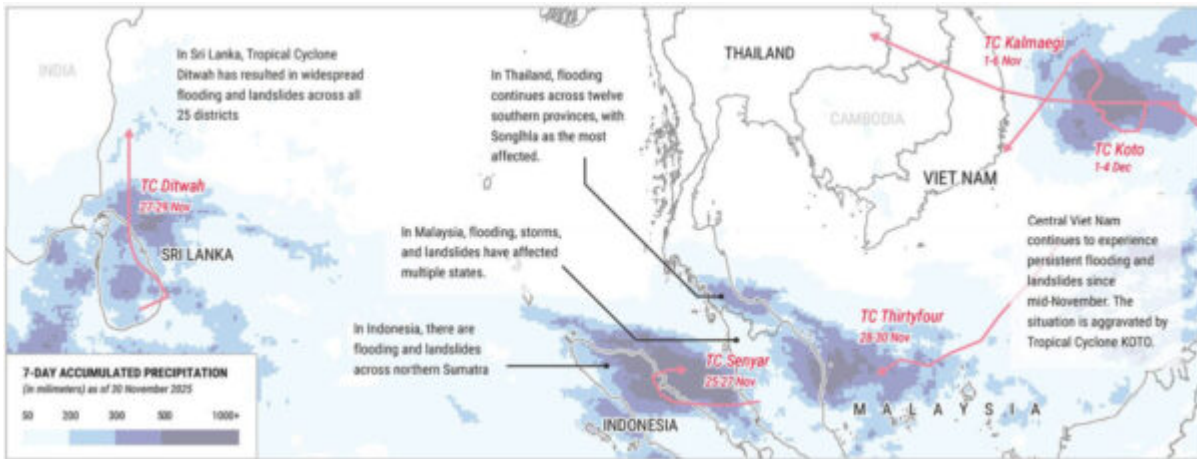 INDIA
In Sri Lanka, Tropical Cyclone
Ditwah has resulted in widespread
flooding and landslides across all
25 districts
TC Ditwah
27-29 Nov
SRI LANKA
In Thailand, flooding
continues across twelve
southern provinces, with
Songlhla as the most
affected.
THAILAND
CAMBODIA
VIET NAM
TC Kalmaegi
1-6 Nov
TC Koto
1-4 Dec
In Malaysia, flooding, storms,
and landslides have affected
multiple states.
In Indonesia, there are
flooding and landslides
across northern Sumatra
TC Senyar
25-27 Nov
INDONESIA
TC Thirtyfour
28-30 Nov
MALAYSIA
Central Viet Nam
continues to experience
persistent flooding and
landslides since
mid-November. The
situation is aggravated by
Tropical Cyclone KOTO.
7-DAY ACCUMULATED PRECIPITATION
(in milimeters) as of 30 November 2025
50 200 300 500 1000+